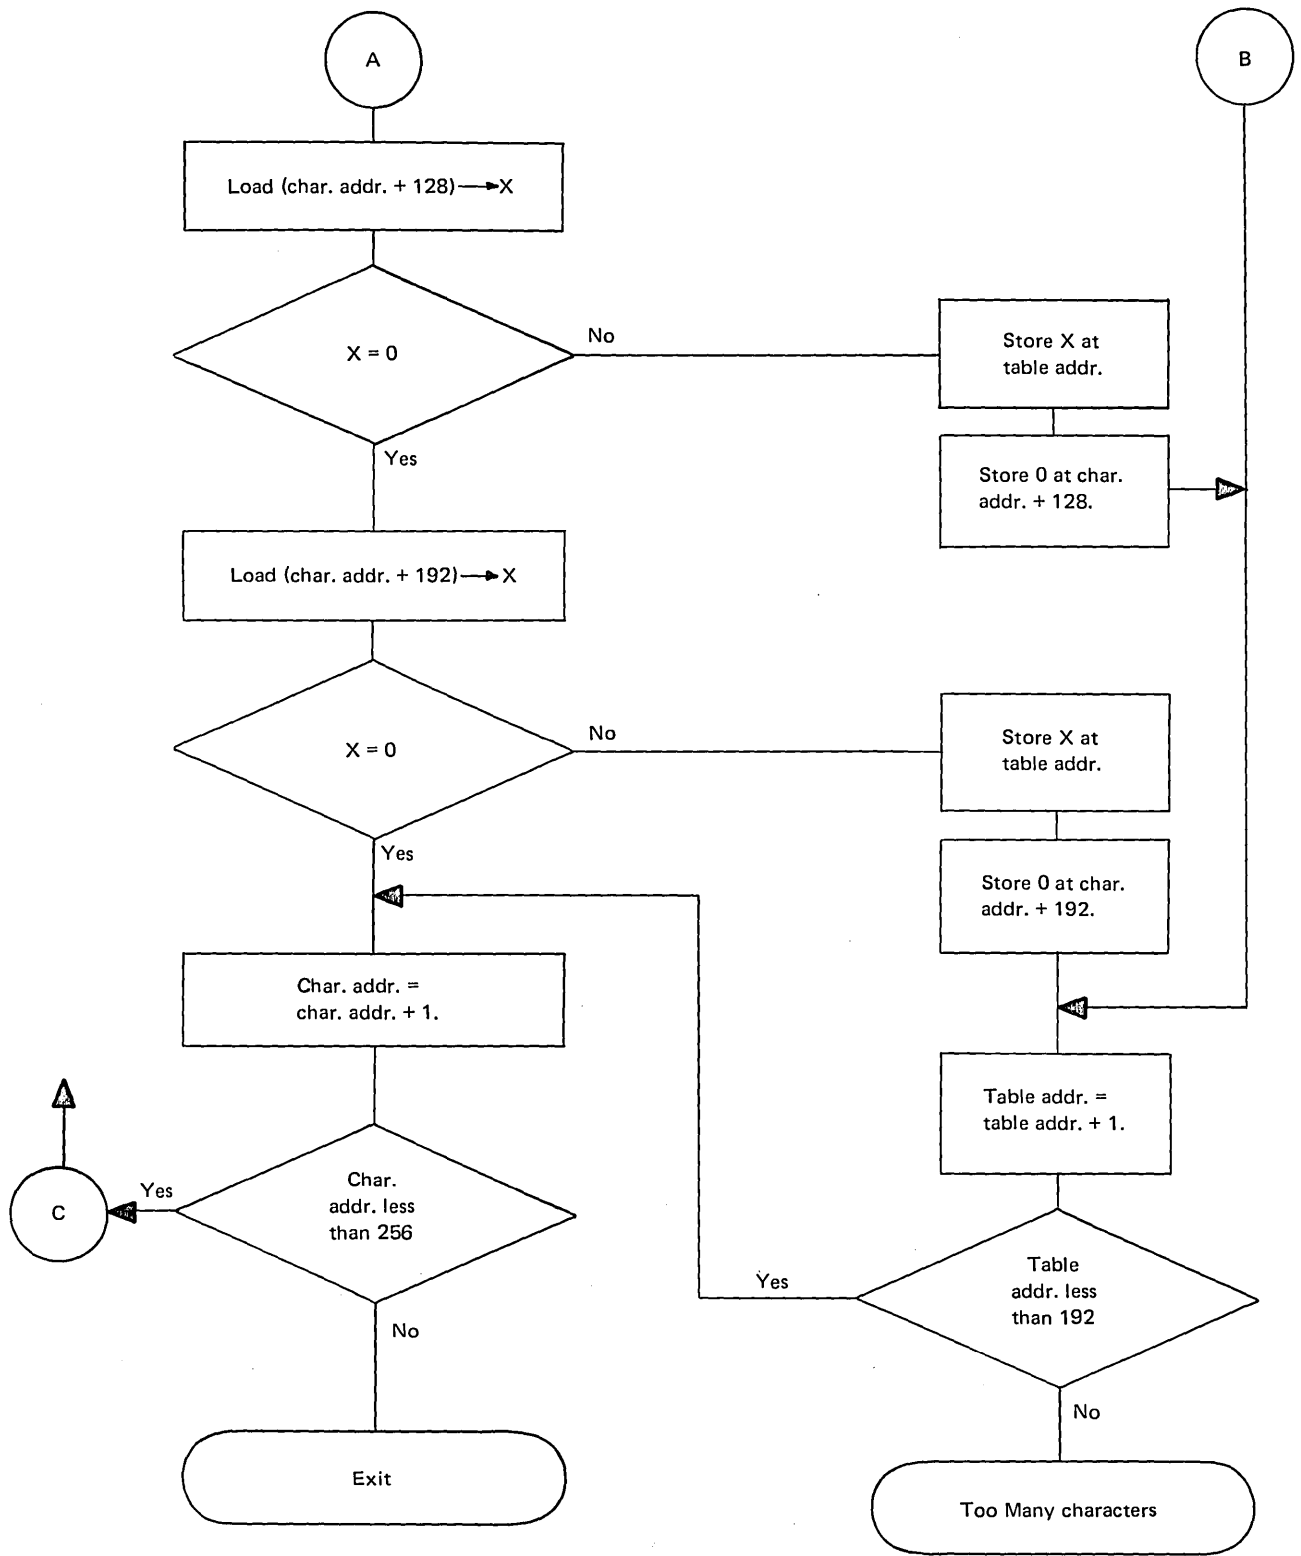 A
B
Load (char. addr. + 128)→X
X = 0
No
Store X at
table addr.
Yes
Store 0 at char.
addr. + 128.
Load (char. addr. + 192)→X
X = 0
No
Store X at
table addr.
Yes
Store 0 at char.
addr. + 192.
Char. addr. =
char. addr. + 1.
Table addr. =
table addr. + 1.
C
Yes
Char.
addr. less
than 256
Yes
Table
addr. less
than 192
No
No
Exit
Too Many characters